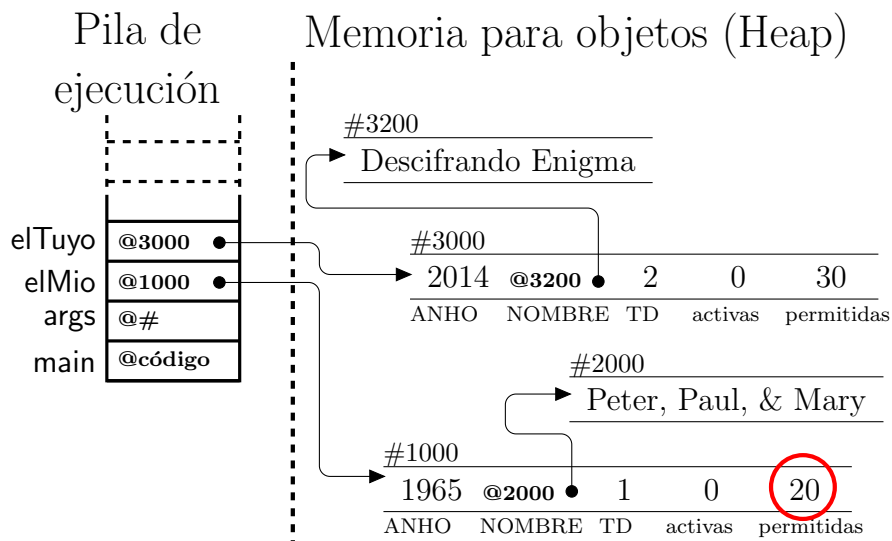 Pila de
ejecución
Memoria para objetos (Heap)
#3200
Descifrando Enigma
elTuyo @3000
elMio @1000
args @#
main @código
#3000
2014 @3200 2 0 30
ANHO NOMBRE TD activas permitidas
#2000
Peter, Paul, & Mary
#1000
1965 @2000 1 0 20
ANHO NOMBRE TD activas permitidas